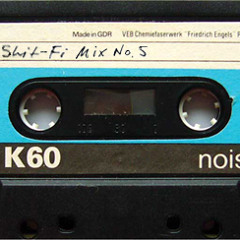 Made in GDR VEB Chemiefaserwerk "Friedrich Engels" P
Shit-Fi Mix No. 5
K60 nois